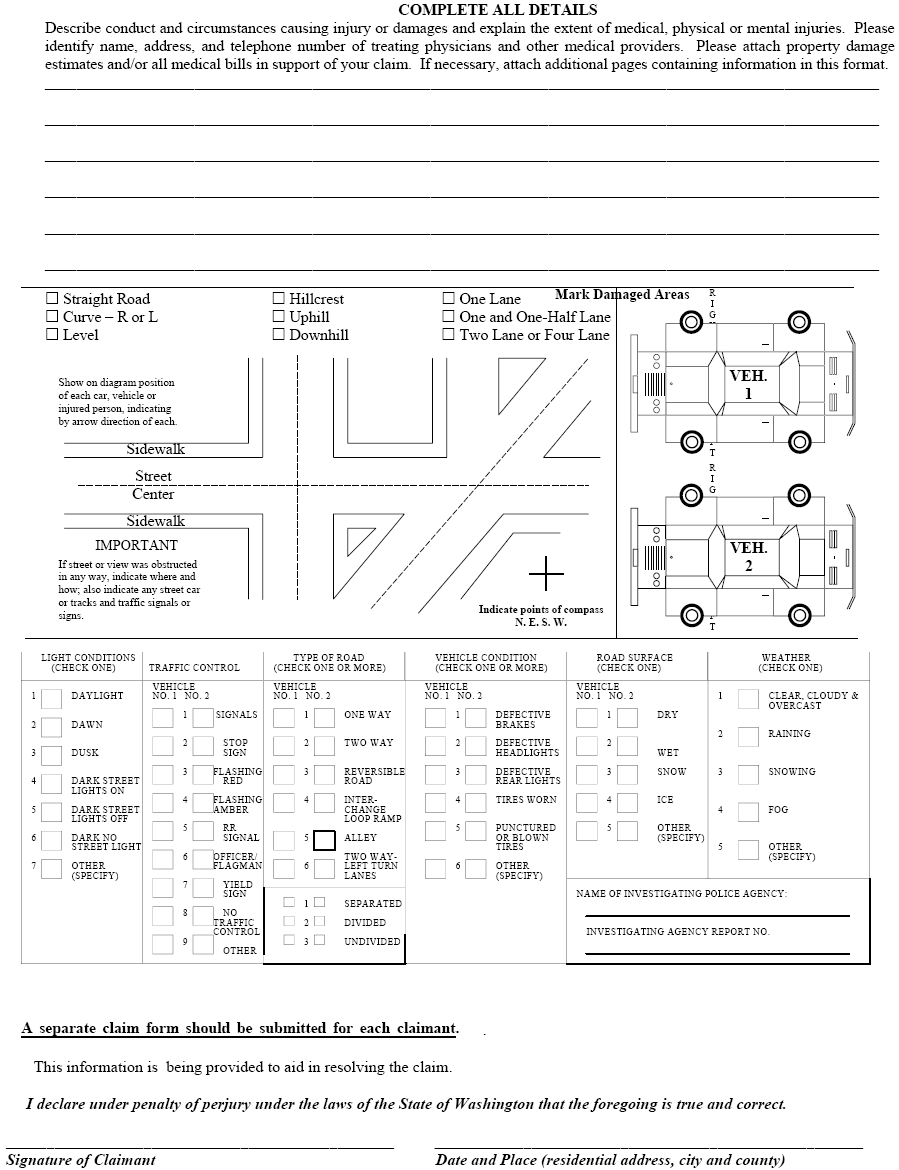 COMPLETE ALL DETAILS
Describe conduct and circumstances causing injury or damages and explain the extent of medical, physical or mental injuries. Please
identify name, address, and telephone number of treating physicians and other medical providers. Please attach property damage
estimates and/or all medical bills in support of your claim. If necessary, attach additional pages containing information in this format.
☐ Straight Road
☐ Curve – R or L
☐ Level
☐ Hillcrest
☐ Uphill
☐ Downhill
☐ One Lane
☐ One and One-Half Lane
☐ Two Lane or Four Lane
Mark Damaged Areas
Show on diagram position
of each car, vehicle or
injured person, indicating
by arrow direction of each.
Sidewalk
Street
Center
Sidewalk
IMPORTANT
If street or view was obstructed
in any way, indicate where and
how; also indicate any street car
or tracks and traffic signals or
signs.
Indicate points of compass
N. E. S. W.
R
I
G
VEH.
1
T
R
I
G
VEH.
2
T
LIGHT CONDITIONS
(CHECK ONE)
1 DAYLIGHT
2 DAWN
3 DUSK
4 DARK STREET
LIGHTS ON
5 DARK STREET
LIGHTS OFF
6 DARK NO
STREET LIGHT
7 OTHER
(SPECIFY)
TRAFFIC CONTROL
VEHICLE
NO. 1 NO. 2
1 SIGNALS
2 STOP
SIGN
3 FLASHING
RED
4 FLASHING
AMBER
5 RR
SIGNAL
6 OFFICER/
FLAGMAN
7 YIELD
SIGN
8 NO
TRAFFIC
CONTROL
9 OTHER
TYPE OF ROAD
(CHECK ONE OR MORE)
VEHICLE
NO. 1 NO. 2
1 ONE WAY
2 TWO WAY
3 REVERSIBLE
ROAD
4 INTER-
CHANGE
LOOP RAMP
5 ALLEY
6 TWO WAY-
LEFT TURN
LANES
1 SEPARATED
2 DIVIDED
3 UNDIVIDED
VEHICLE CONDITION
(CHECK ONE OR MORE)
VEHICLE
NO. 1 NO. 2
1 DEFECTIVE
BRAKES
2 DEFECTIVE
HEADLIGHTS
3 DEFECTIVE
REAR LIGHTS
4 TIRES WORN
5 PUNCTURED
OR BLOWN
TIRES
6 OTHER
(SPECIFY)
ROAD SURFACE
(CHECK ONE)
VEHICLE
NO. 1 NO. 2
1 DRY
2 WET
3 SNOW
4 ICE
5 OTHER
(SPECIFY)
WEATHER
(CHECK ONE)
1 CLEAR, CLOUDY &
OVERCAST
2 RAINING
3 SNOWING
4 FOG
5 OTHER
(SPECIFY)
NAME OF INVESTIGATING POLICE AGENCY:
INVESTIGATING AGENCY REPORT NO.
A separate claim form should be submitted for each claimant. .
This information is being provided to aid in resolving the claim.
I declare under penalty of perjury under the laws of the State of Washington that the foregoing is true and correct.
Signature of Claimant
Date and Place (residential address, city and county)